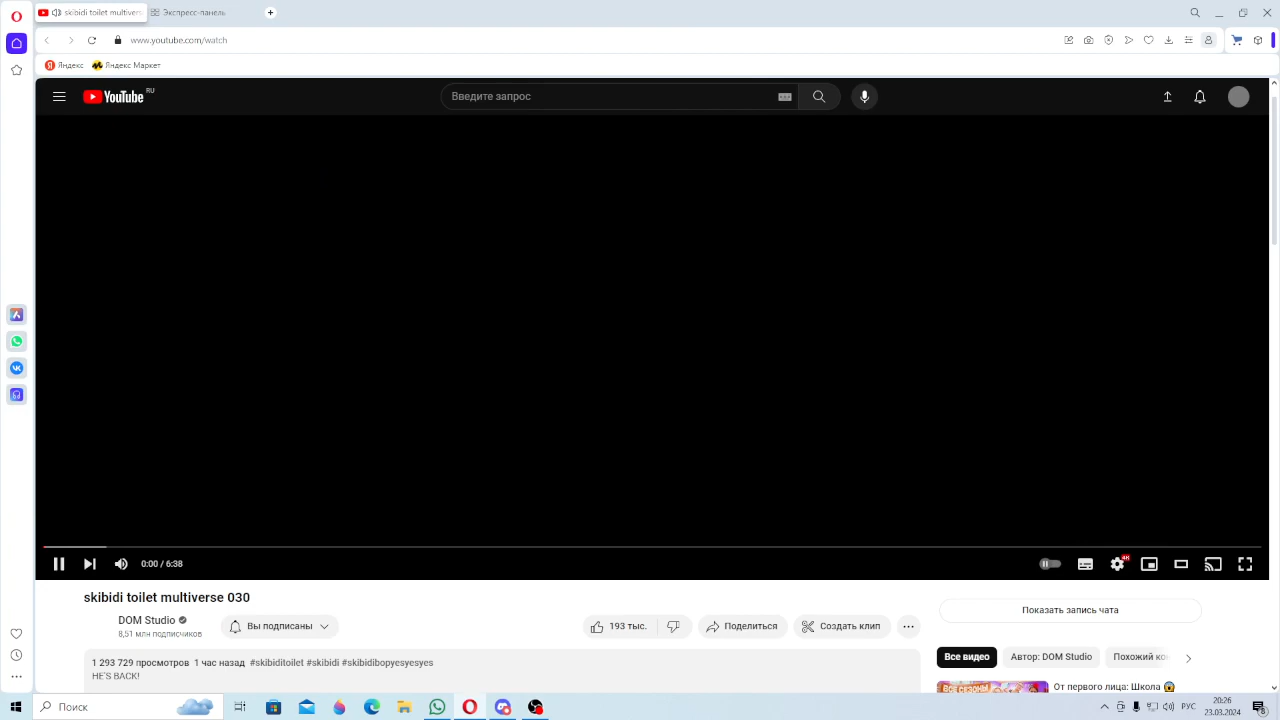 skibidi toilet multivers
Экспресс-панель
www.youtube.com/watch
Яндекс
Яндекс Маркет
YouTube RU
Введите запрос
0:00 / 6:38
4K
skibidi toilet multiverse 030
DOM Studio
8,51 млн подписчиков
Вы подписаны
193 тыс.
Поделиться
Создать клип
Показать запись чата
1 293 729 просмотров 1 час назад #skibiditoilet #skibidi #skibidibopyesyesyes
HE'S BACK!
Все видео
Автор: DOM Studio
Похожий ко
От первого лица: Школа 😱
Поиск
РУС
20:26
23.03.2024